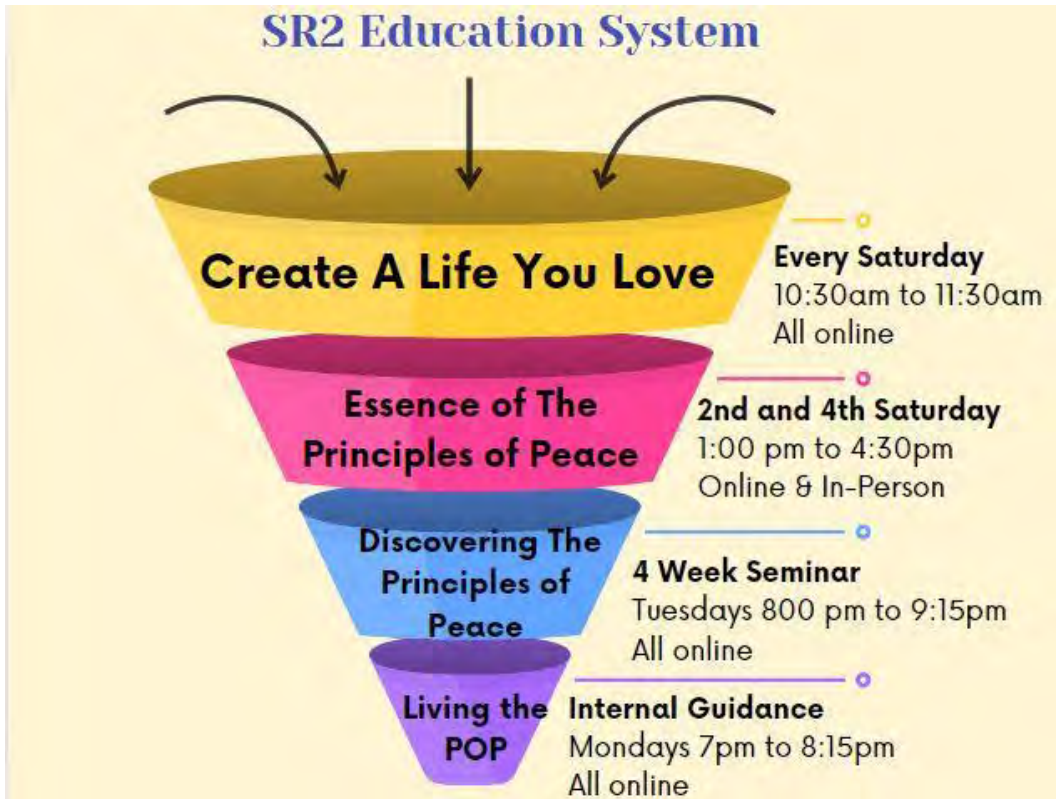 SR2 Education System
Create A Life You Love
Every Saturday
10:30am to 11:30am
All online
Essence of The
Principles of Peace
2nd and 4th Saturday
1:00 pm to 4:30pm
Online & In-Person
Discovering The
Principles of
Peace
4 Week Seminar
Tuesdays 800 pm to 9:15pm
All online
Living the
POP
Internal Guidance
Mondays 7pm to 8:15pm
All online